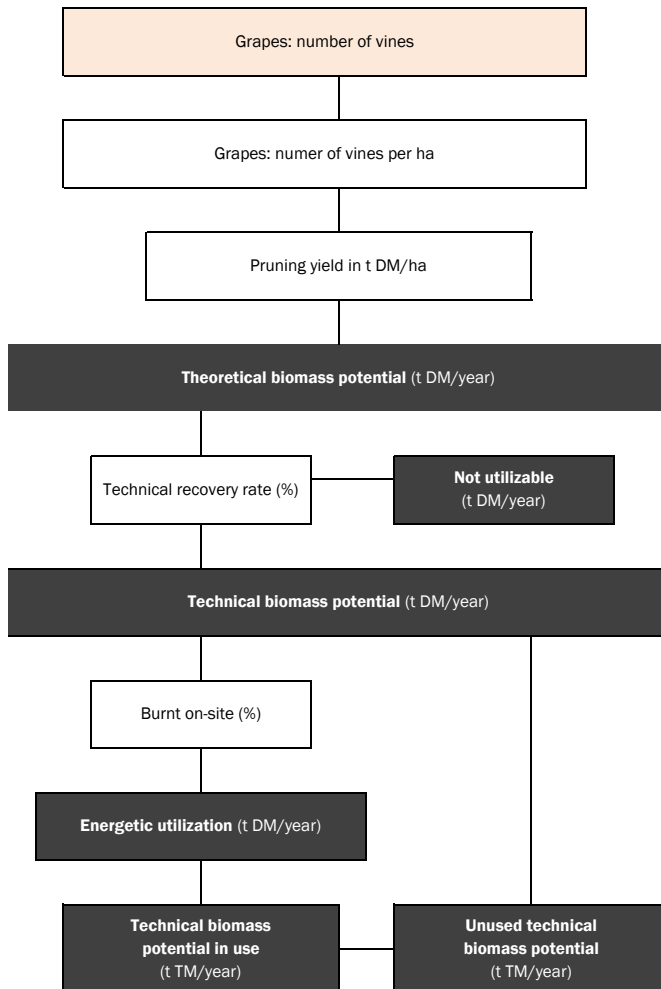 Grapes: number of vines
Grapes: numer of vines per ha
Pruning yield in t DM/ha
Theoretical biomass potential (t DM/year)
Technical recovery rate (%)
Not utilizable
(t DM/year)
Technical biomass potential (t DM/year)
Burnt on-site (%)
Energetic utilization (t DM/year)
Technical biomass
potential in use
(t TM/year)
Unused technical
biomass potential
(t TM/year)